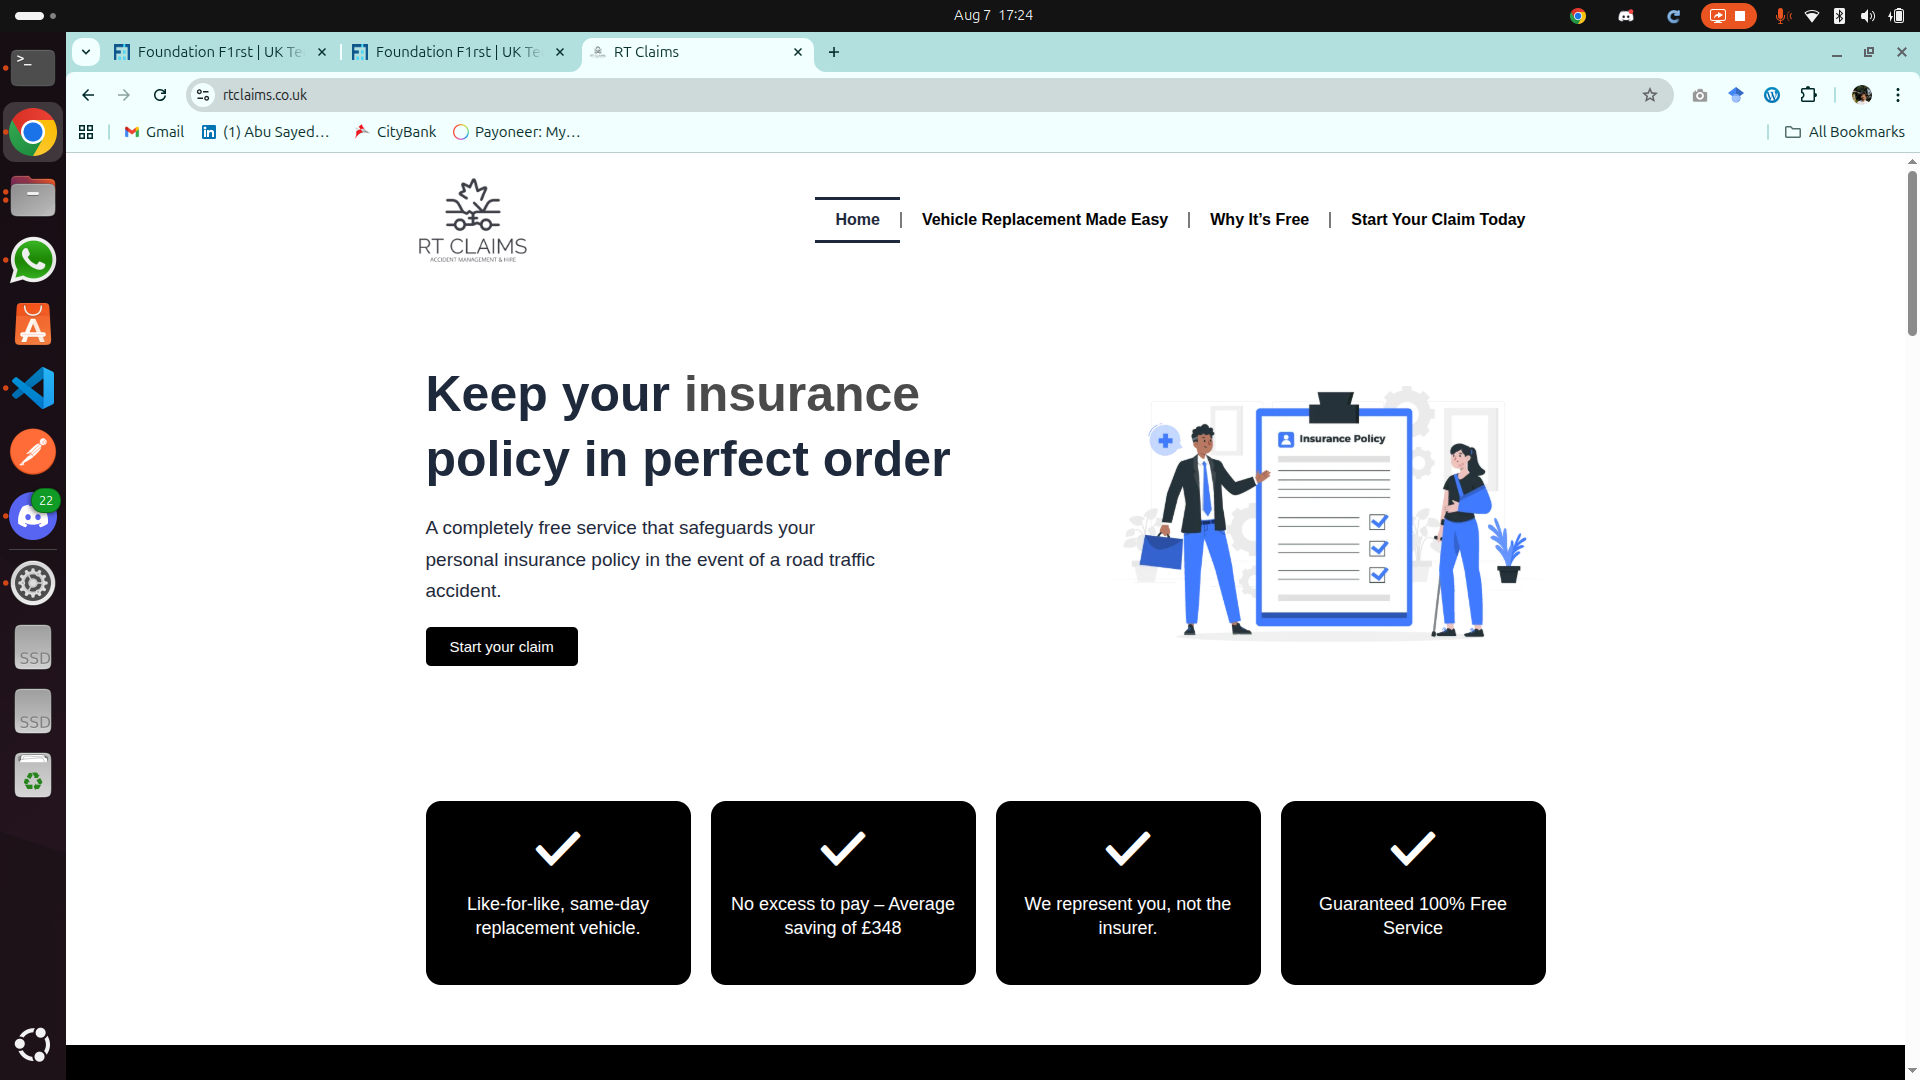 Aug 7 17:24
Foundation F1rst | UK Te
Foundation F1rst | UK Te
RT Claims
rtclaims.co.uk
Gmail
(1) Abu Sayed...
CityBank
Payoneer: My...
All Bookmarks
22
SSD
SSD
RT CLAIMS
ACCIDENT MANAGEMENT & HIRE
Home
Vehicle Replacement Made Easy
Why It’s Free
Start Your Claim Today
Keep your insurance
policy in perfect order
A completely free service that safeguards your
personal insurance policy in the event of a road traffic
accident.
Start your claim
Insurance Policy
Like-for-like, same-day
replacement vehicle.
No excess to pay – Average
saving of £348
We represent you, not the
insurer.
Guaranteed 100% Free
Service